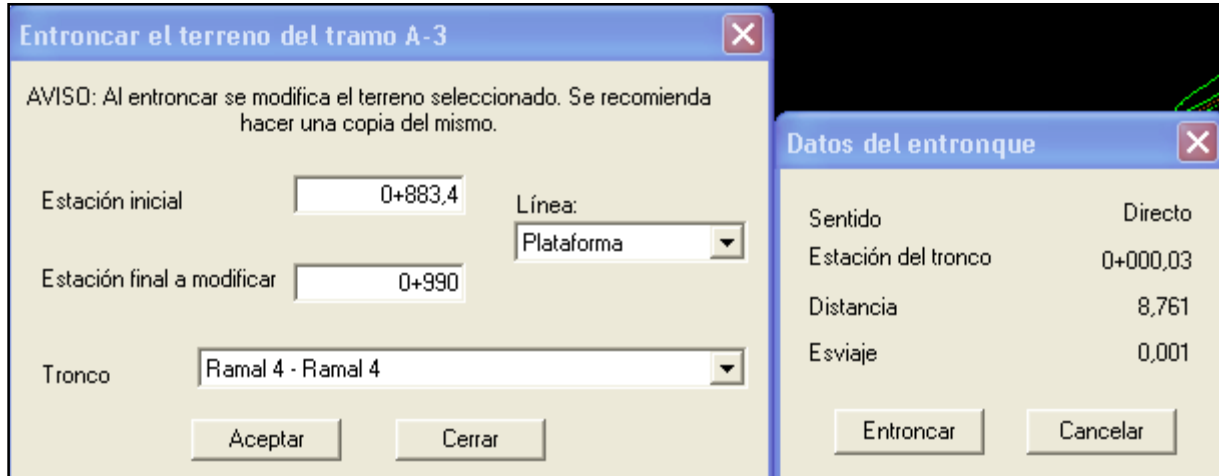 Entroncar el terreno del tramo A-3
AVISO: Al entroncar se modifica el terreno seleccionado. Se recomienda
hacer una copia del mismo.
Estación inicial
0+883,4
Línea:
Plataforma
Estación final a modificar
0+990
Tronco
Ramal 4 - Ramal 4
Aceptar
Cerrar
Datos del entronque
Sentido
Directo
Estación del tronco
0+000,03
Distancia
8,761
Esviaje
0,001
Entroncar
Cancelar